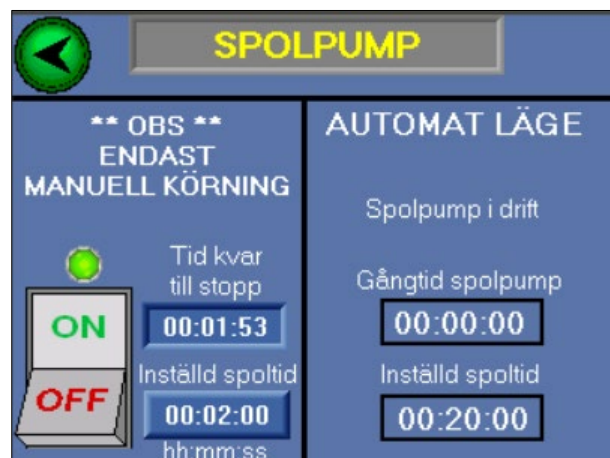 SPOLPUMP
** OBS **
ENDAST
MANUELL KÖRNING
Tid kvar
till stopp
ON
00:01:53
Inställd spoltid
OFF
00:02:00
hh:mm:ss
AUTOMAT LÄGE
Spolpump i drift
Gångtid spolpump
00:00:00
Inställd spoltid
00:20:00